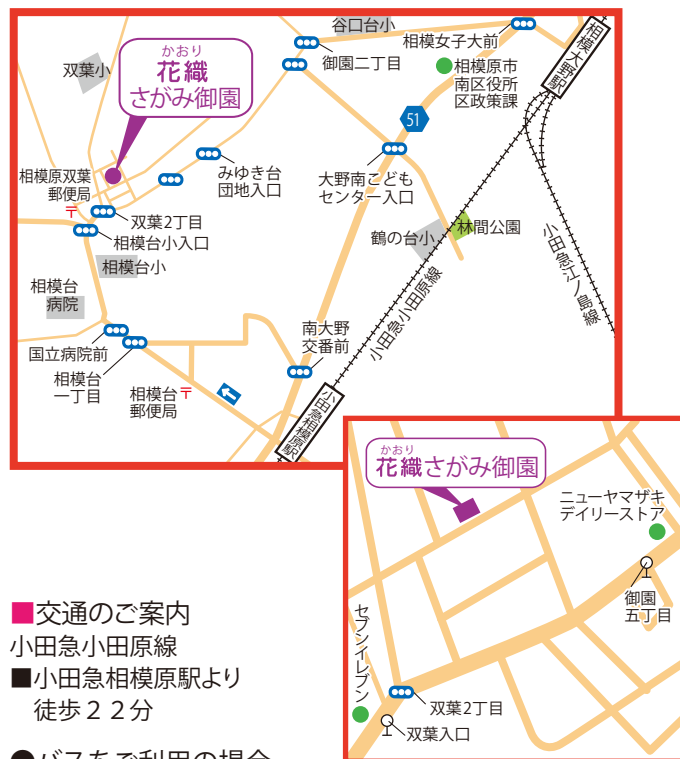 谷口台小
相模女子大前
相模大野駅
双葉小
かおり
花織
さがみ御園
御園二丁目
相模原市
南区役所
区政策課
51
相模原双葉
郵便局
みゆき台
団地入口
大野南こども
センター入口
双葉2丁目
相模台小入口
鶴の台小
林間公園
相模台小
小田急小田原線
小田急江ノ島線
相模台
病院
国立病院前
南大野
交番前
相模台
一丁目
相模台
郵便局
小田急相模原駅
かおり
花織さがみ御園
ニューヤマザキ
デイリーストア
御園
五丁目
セブンイレブン
双葉2丁目
双葉入口
■交通のご案内
小田急小田原線
■小田急相模原駅より
徒歩22分
●バスをご利用の場合